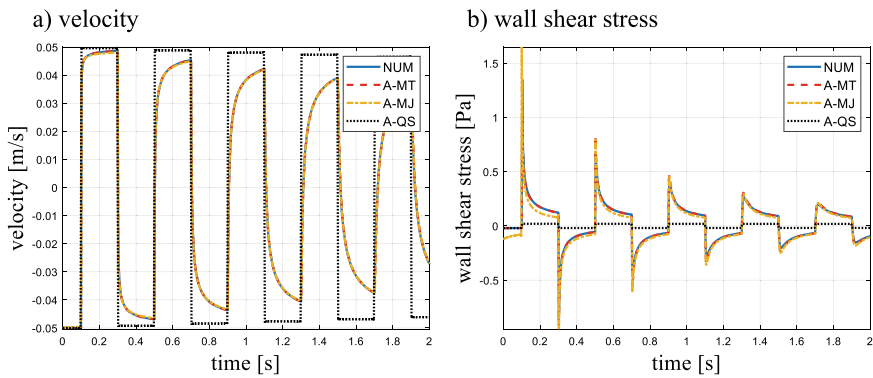 a) velocity
b) wall shear stress
velocity [m/s]
0.05
0.04
0.03
0.02
0.01
0
-0.01
-0.02
-0.03
-0.04
-0.05
0 0.2 0.4 0.6 0.8 1 1.2 1.4 1.6 1.8 2
time [s]
NUM
A-MT
A-MJ
A-QS
wall shear stress [Pa]
1.5
1
0.5
0
-0.5
0 0.2 0.4 0.6 0.8 1 1.2 1.4 1.6 1.8 2
time [s]
NUM
A-MT
A-MJ
A-QS